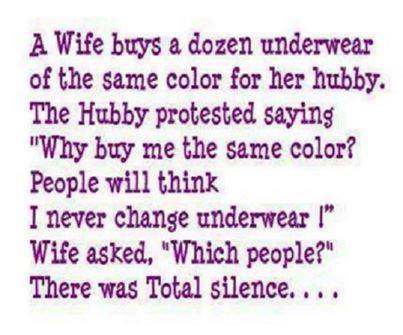 A Wife buys a dozen underwear
of the same color for her hubby.
The Hubby protested saying
"Why buy me the same color?
People will think
I never change underwear !"
Wife asked, "Which people?"
There was Total silence. . . .